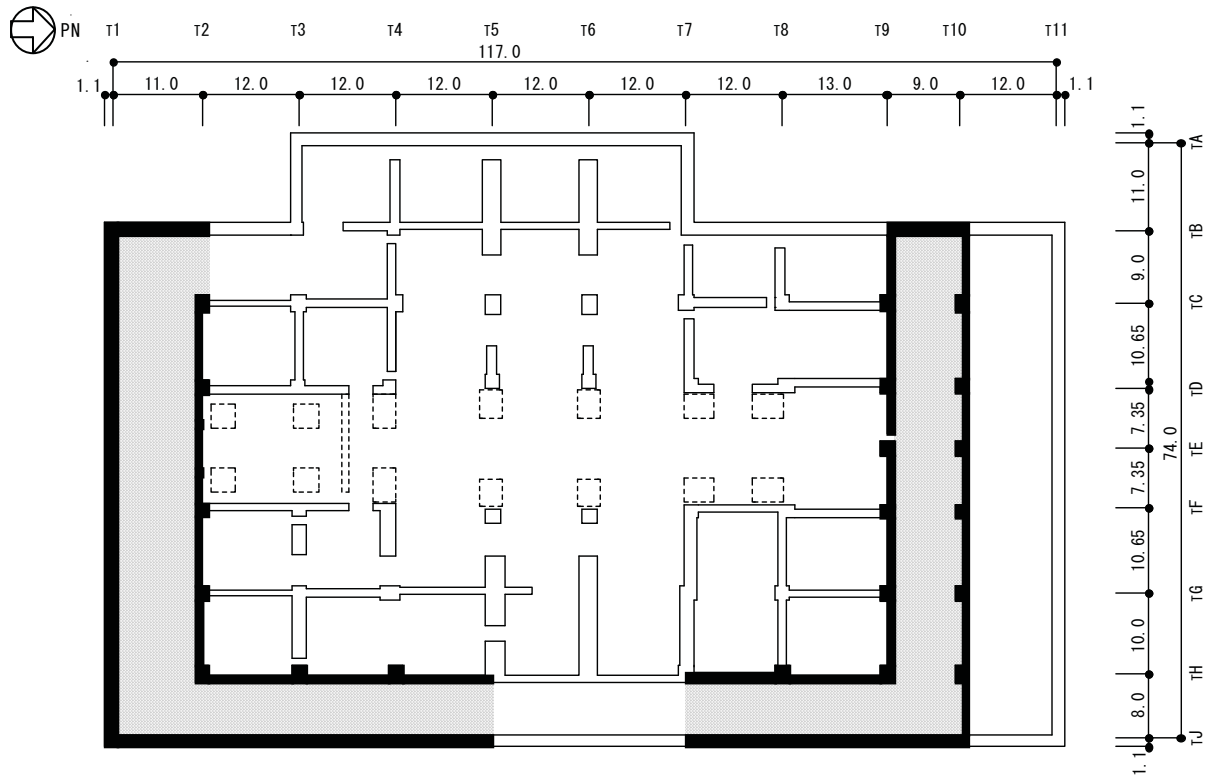 PN T1 T2 T3 T4 T5 T6 T7 T8 T9 T10 T11
117.0
1.1 11.0 12.0 12.0 12.0 12.0 12.0 12.0 13.0 9.0 12.0 1.1
1.1
TA
11.0
TB
9.0
TC
10.65
TD
7.35
TE
74.0
7.35
TF
10.65
TG
10.0
TH
8.0
TJ
1.1